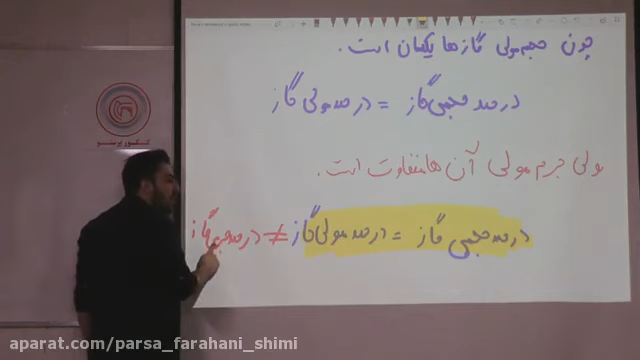 چون حجم مولی گازها یکسان است.
درصد حجمی گاز = درصد مولی گاز
ولی جرم مولی آن ها متفاوت است.
درصد حجمی گاز = درصد مولی گاز ≠ درصد جرمی گاز
aparat.com/parsa_farahani_shimi